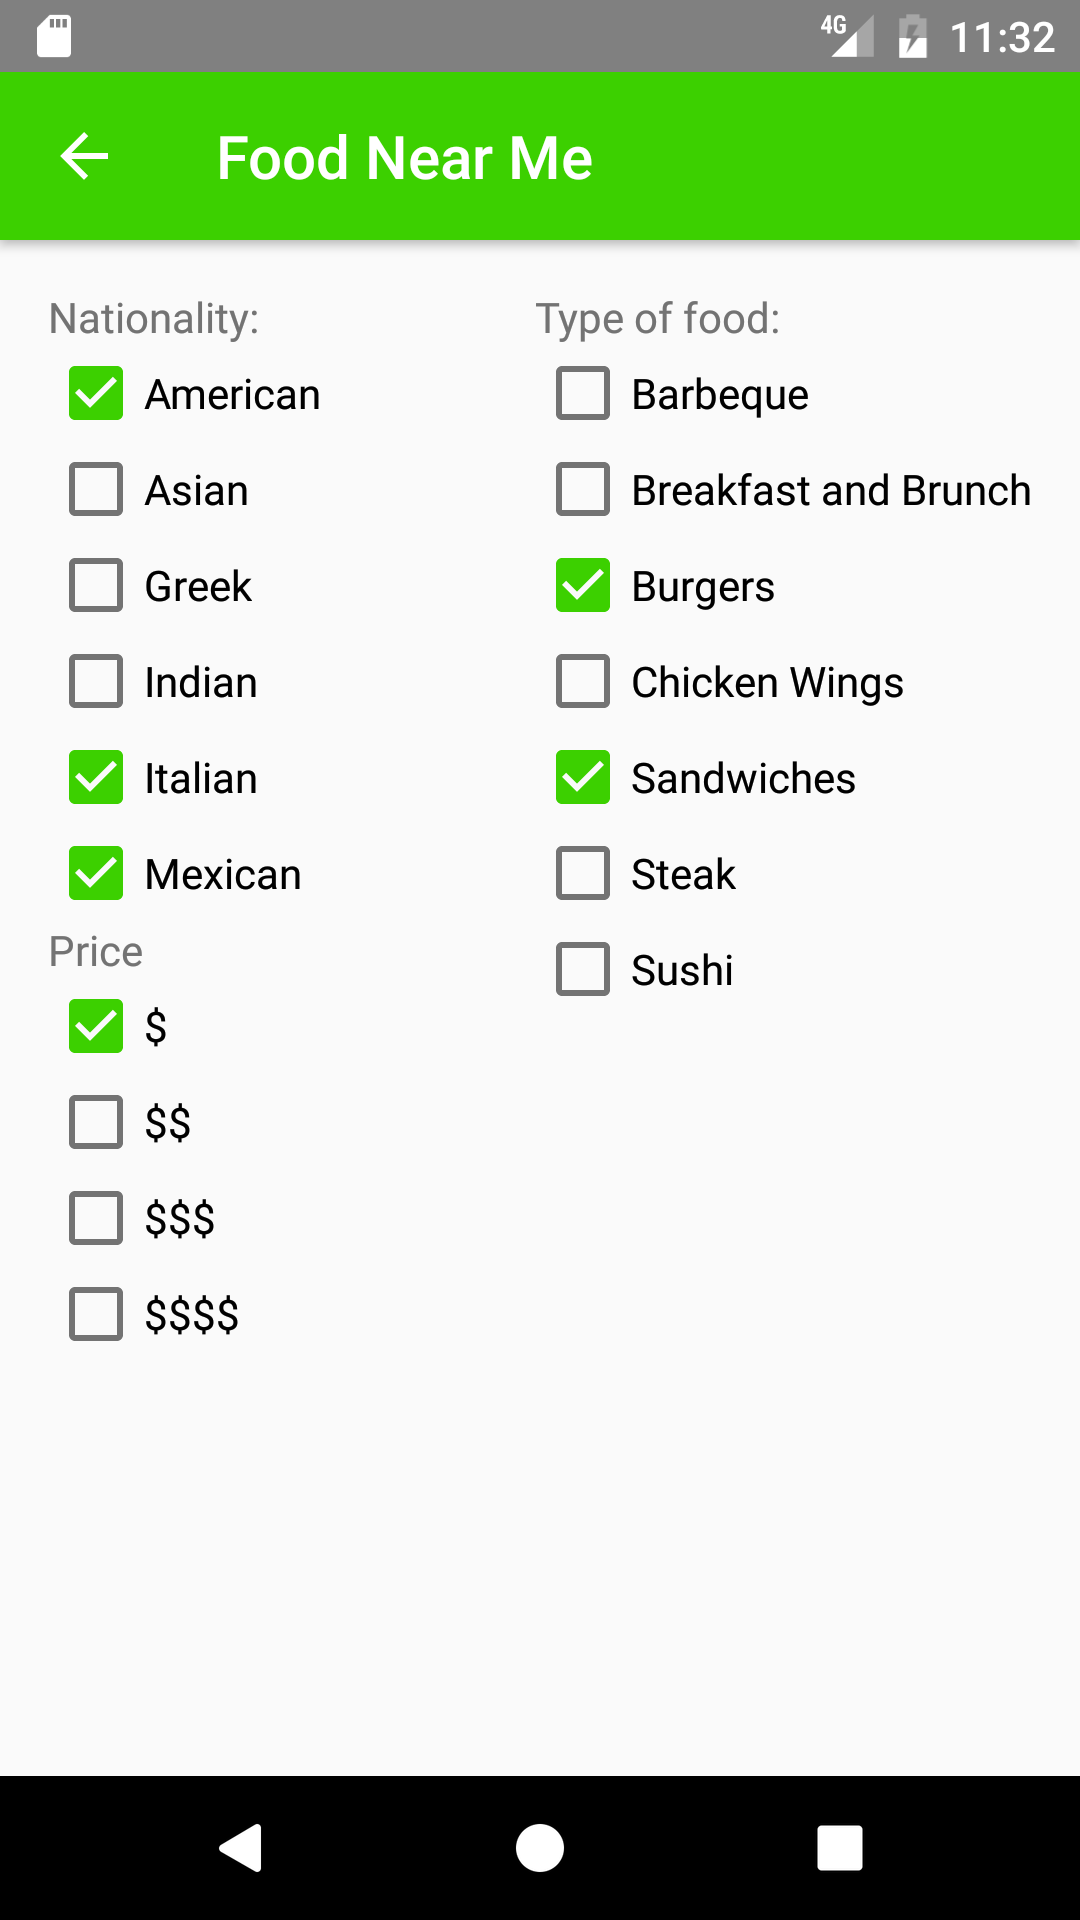 4G 11:32
Food Near Me
Nationality:
American
Asian
Greek
Indian
Italian
Mexican
Price
$
$$
$$$
$$$$
Type of food:
Barbeque
Breakfast and Brunch
Burgers
Chicken Wings
Sandwiches
Steak
Sushi